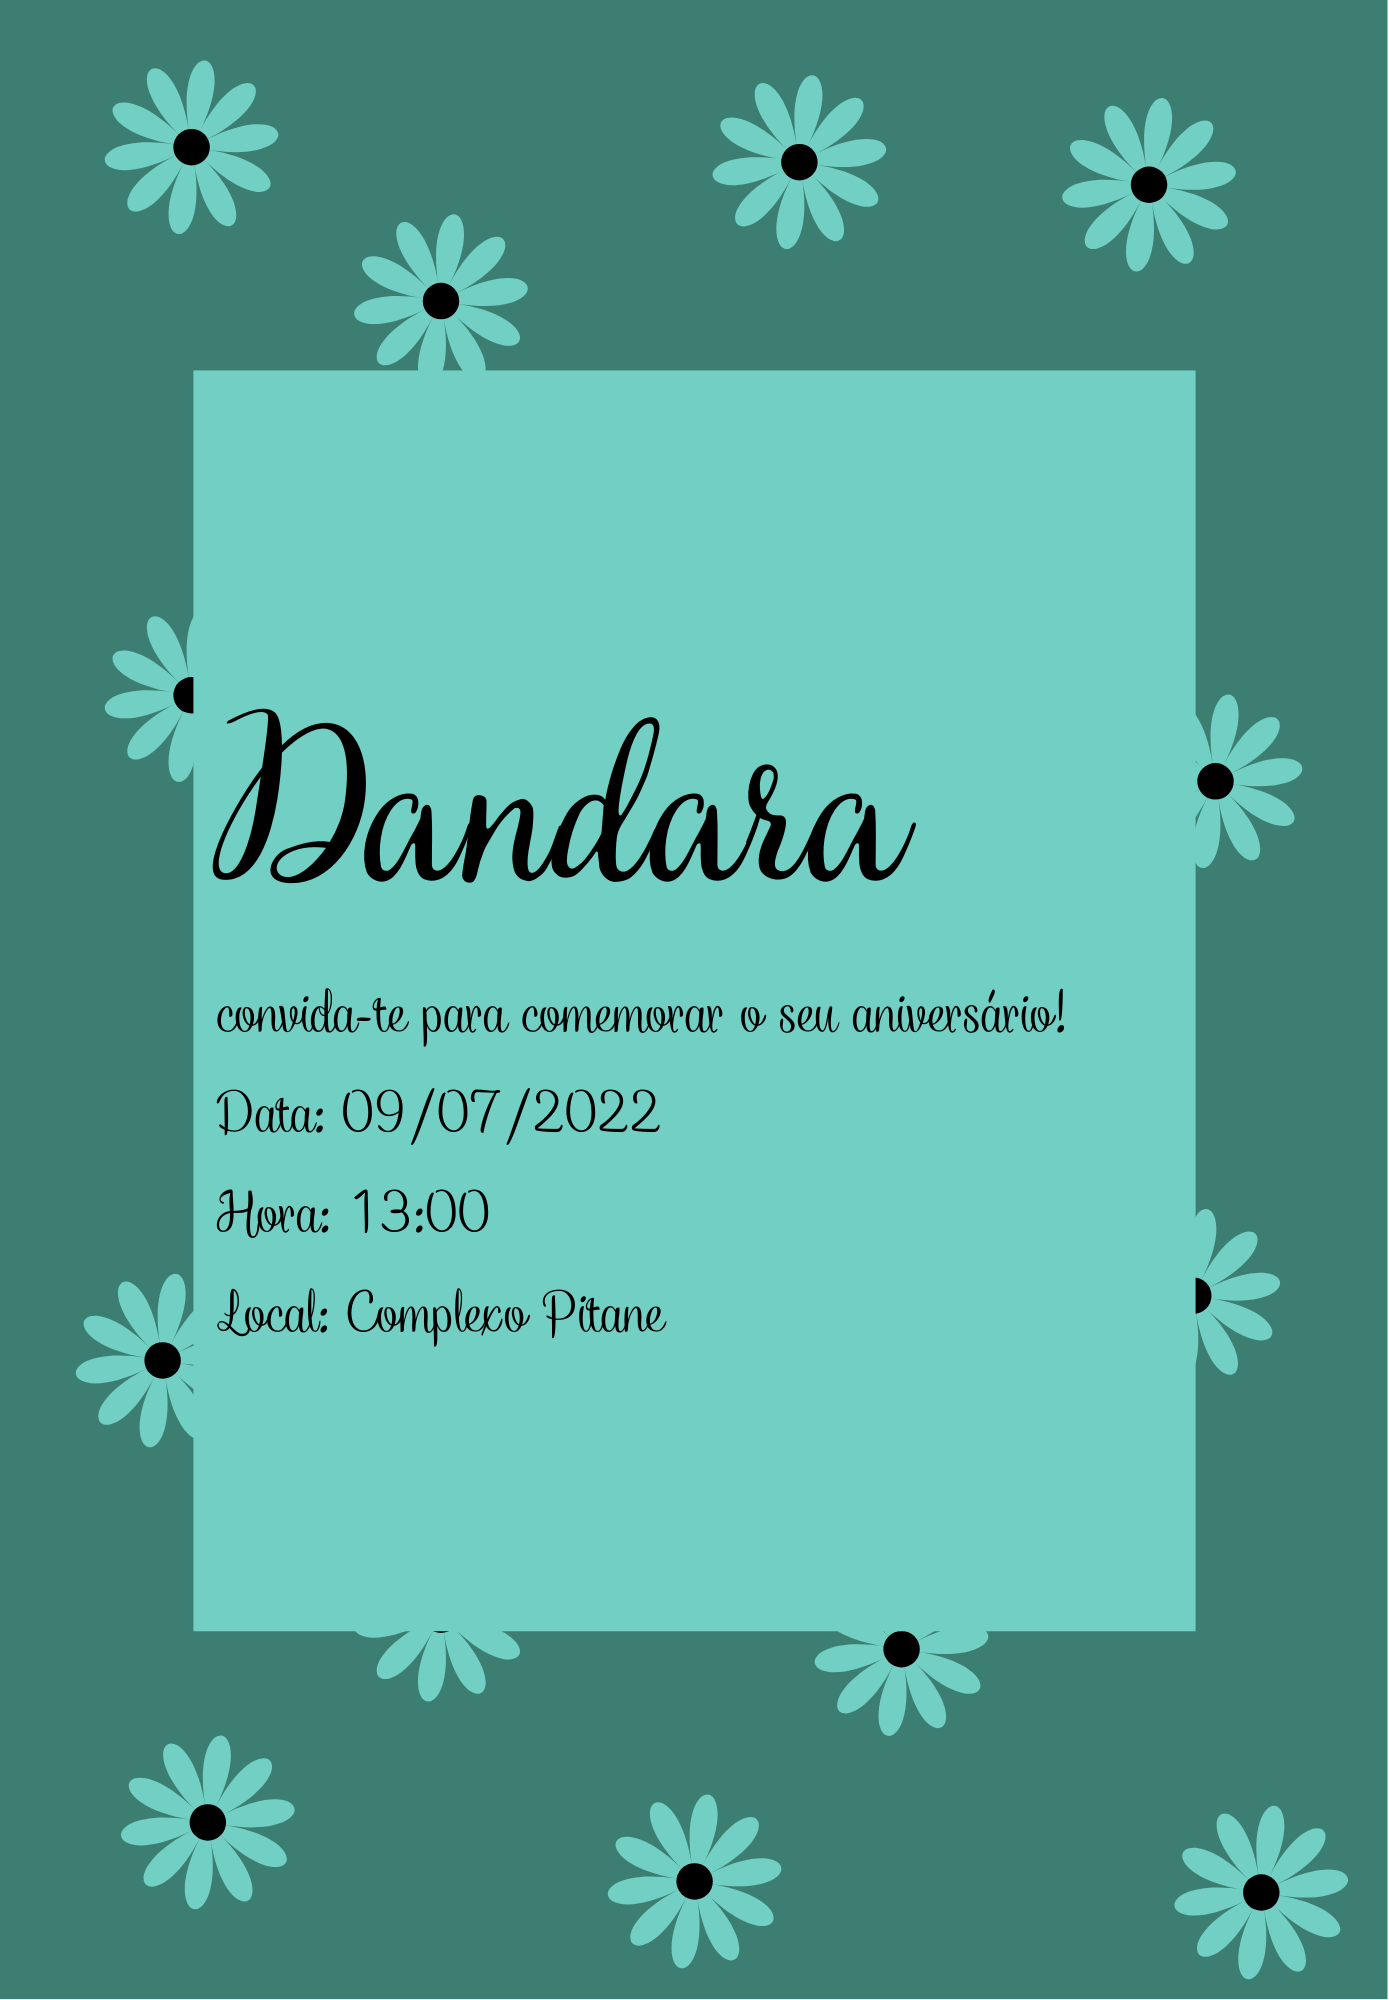 Dandara
convida-te para comemorar o seu aniversário!
Data: 09/07/2022
Hora: 13:00
Local: Complexo Pitane